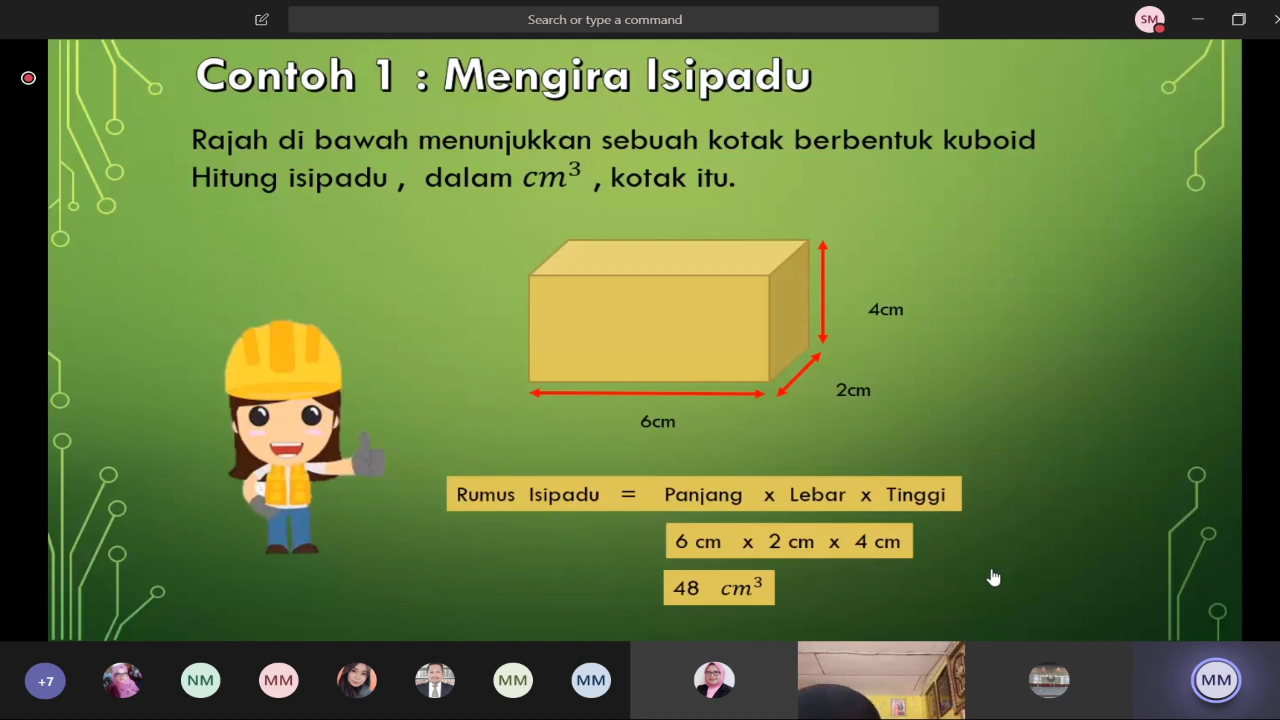 Search or type a command
SM
Contoh 1 : Mengira Isipadu
Rajah di bawah menunjukkan sebuah kotak berbentuk kuboid
Hitung isipadu , dalam cm³ , kotak itu.
4cm
2cm
6cm
Rumus Isipadu = Panjang x Lebar x Tinggi
6 cm x 2 cm x 4 cm
48 cm³
+7
NM
MM
MM
MM
MM